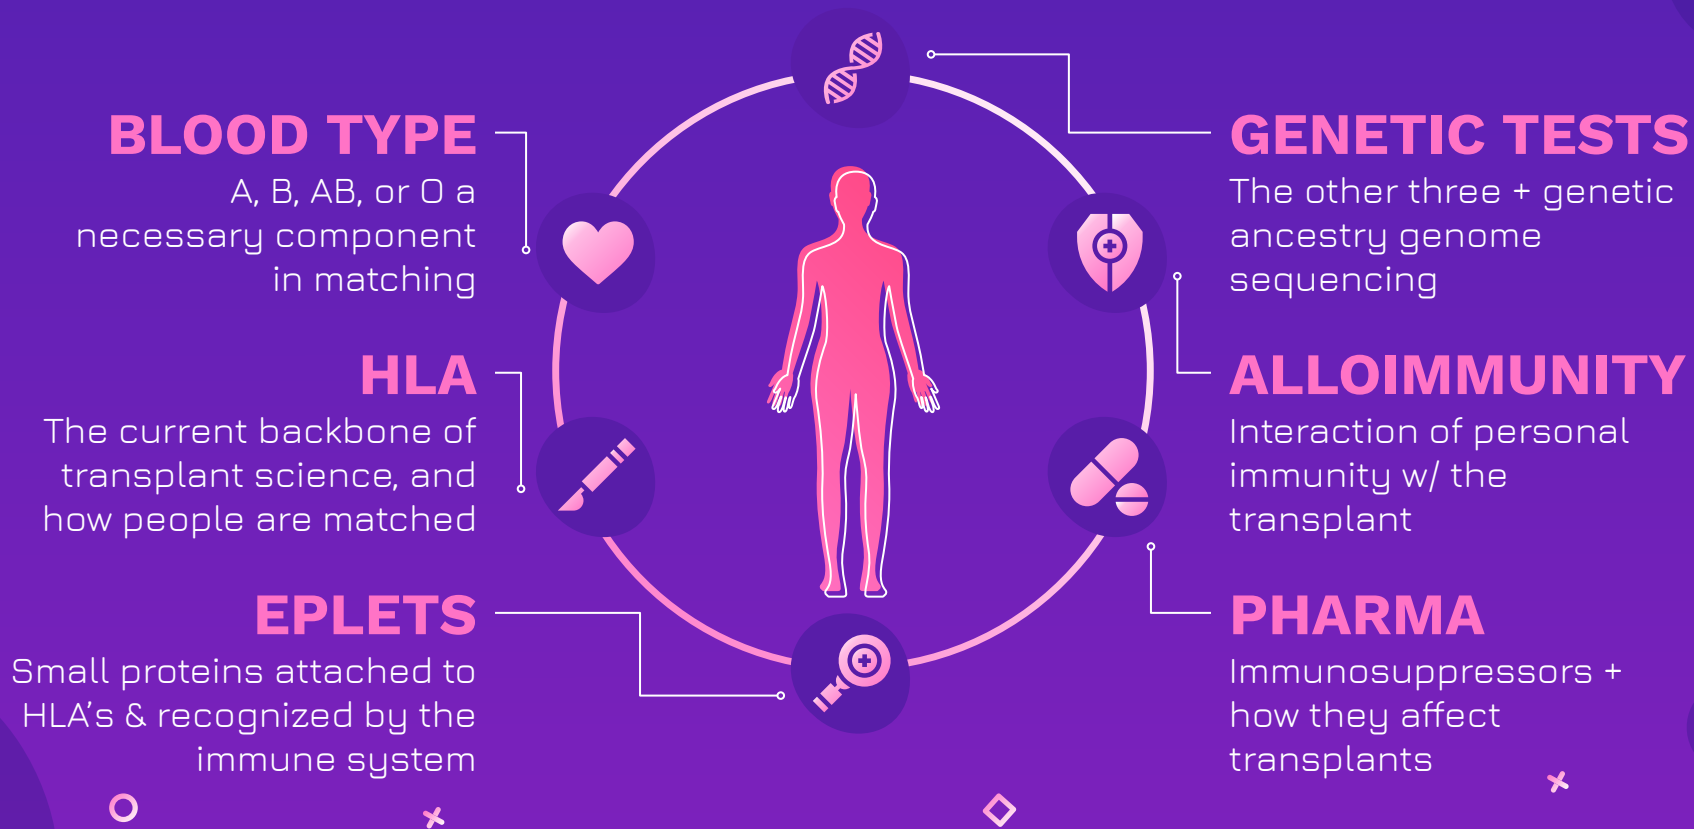 BLOOD TYPE
A, B, AB, or O a
necessary component
in matching
HLA
The current backbone of
transplant science, and
how people are matched
EPLETS
Small proteins attached to
HLA's & recognized by the
immune system
GENETIC TESTS
The other three + genetic
ancestry genome
sequencing
ALLOIMMUNITY
Interaction of personal
immunity w/ the
transplant
PHARMA
Immunosuppressors +
how they affect
transplants